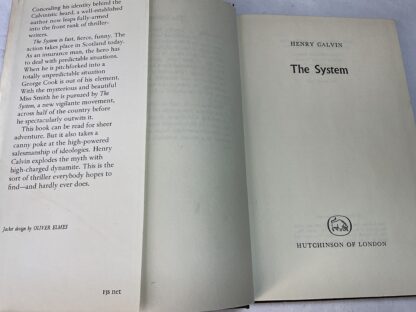 Concealing his identity behind the
Calvinistic beard, a well-established
author now leaps fully-armed
into the front rank of thriller-
writers.
The System is fast, fierce, funny. The
action takes place in Scotland today.
As an insurance man, the hero has
to deal with predictable situations.
When he is pitchforked into a
totally unpredictable situation
George Cook is out of his element.
With the mysterious and beautiful
Miss Smith he is pursued by The
System, a new vigilante movement,
across half of the country before
he spectacularly outwits it.
This book can be read for sheer
adventure. But it also takes a
canny poke at the high-powered
salesmanship of ideologies. Henry
Calvin explodes the myth with
high-charged dynamite. This is the
sort of thriller everybody hopes to
find—and hardly ever does.
Jacket design by OLIVER ELMES
15s net
HENRY CALVIN
The System
HUTCHINSON OF LONDON